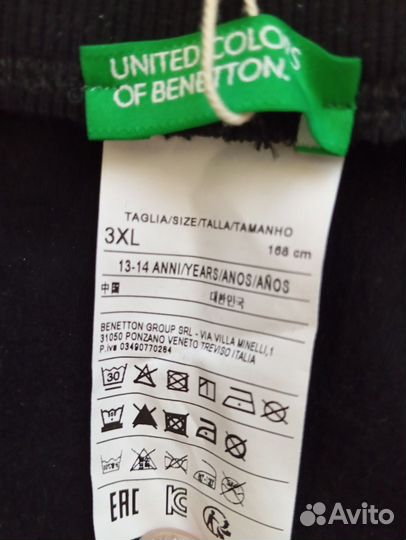 UNITED COLORS
OF BENETTON.
TAGLIA/SIZE/TALLA/TAMANHO
3XL 168 cm
13-14 ANNI/YEARS/ANOS/AÑOS
中国 대한민국
BENETTON GROUP SRL - VIA VILLA MINELLI,1
31050 PONZANO VENETO TREVISO ITALIA
P.iva 03490770264
30
EAC
Avito